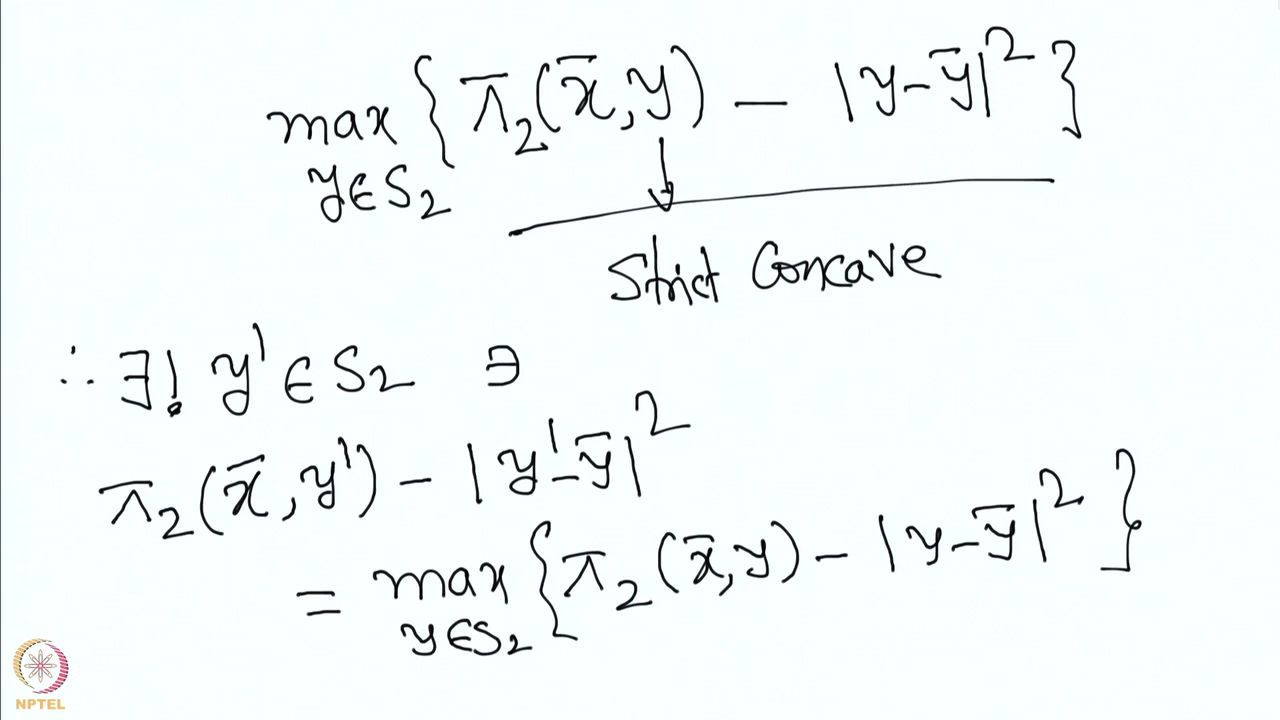 max { π₂(x̄, y) − |y−ȳ|² }
y∈S₂ ↓
Strict Concave
∴ ∃! y' ∈ S₂ ∋
π₂(x̄, y') − |y'−ȳ|²
= max { π₂(x̄, y) − |y−ȳ|² }
y∈S₂
NPTEL